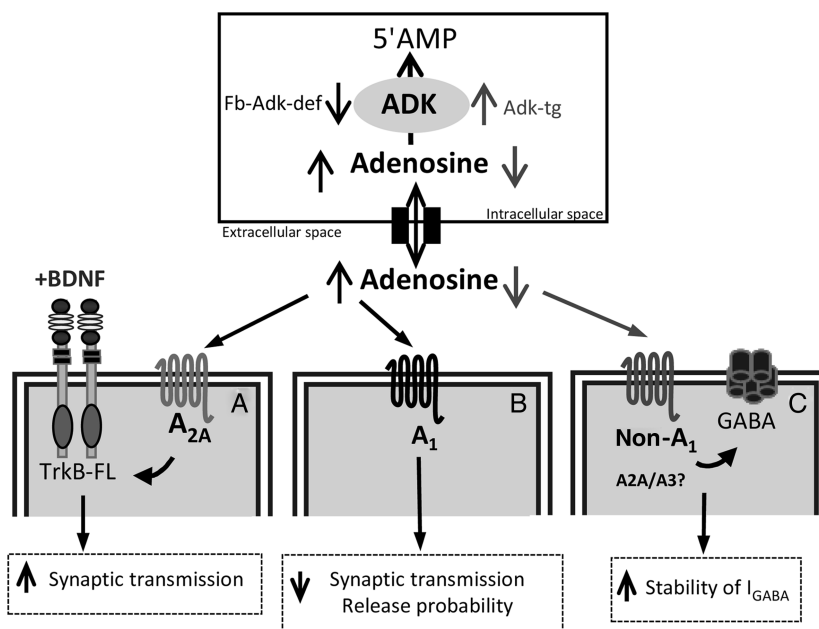 5'AMP
Fb-Adk-def ADK Adk-tg
Adenosine
Intracellular space
Extracellular space
Adenosine
+BDNF
A B C
A2A A1 Non-A1 GABA
TrkB-FL A2A/A3?
Synaptic transmission
Synaptic transmission
Release probability
Stability of IGABA